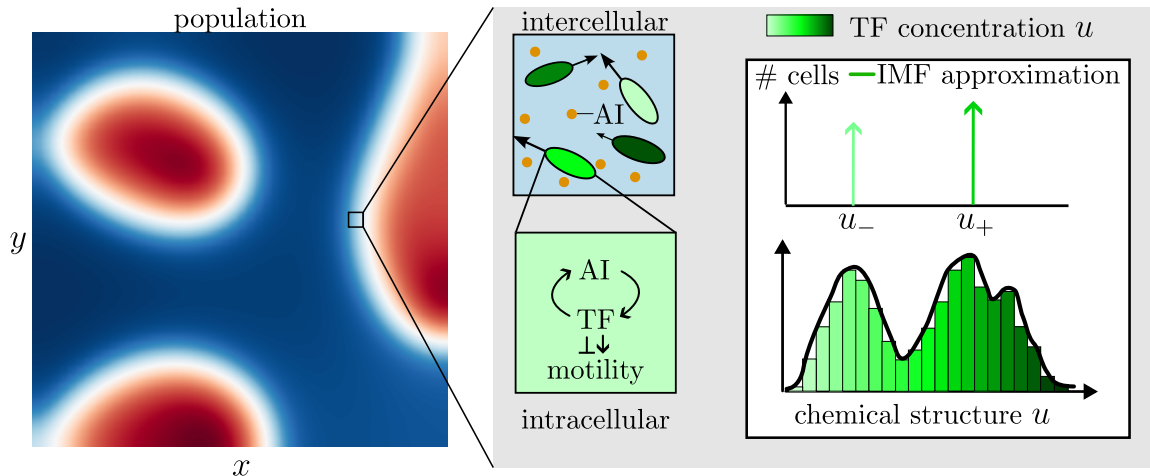 population
y
x
intercellular
AI
AI
TF
motility
intracellular
TF concentration u
# cells
IMF approximation
u₋
u₊
chemical structure u